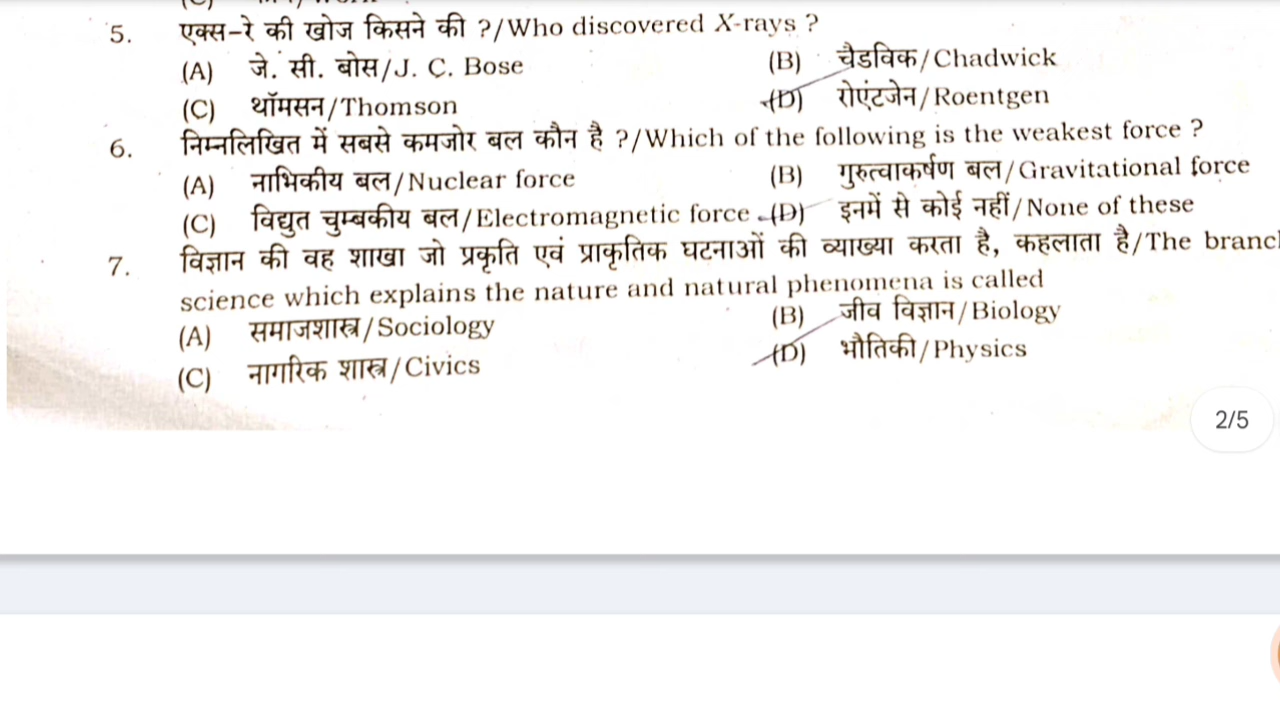 5. एक्स-रे की खोज किसने की ?/Who discovered X-rays ?
(A) जे. सी. बोस/J. C. Bose (B) चैडविक/Chadwick
(C) थॉमसन/Thomson (D) रोएंटजेन/Roentgen
6. निम्नलिखित में सबसे कमजोर बल कौन है ?/Which of the following is the weakest force ?
(A) नाभिकीय बल/Nuclear force (B) गुरुत्वाकर्षण बल/Gravitational force
(C) विद्युत चुम्बकीय बल/Electromagnetic force (D) इनमें से कोई नहीं/None of these
7. विज्ञान की वह शाखा जो प्रकृति एवं प्राकृतिक घटनाओं की व्याख्या करता है, कहलाता है/The branc
science which explains the nature and natural phenomena is called
(A) समाजशास्त्र/Sociology (B) जीव विज्ञान/Biology
(C) नागरिक शास्त्र/Civics (D) भौतिकी/Physics
2/5